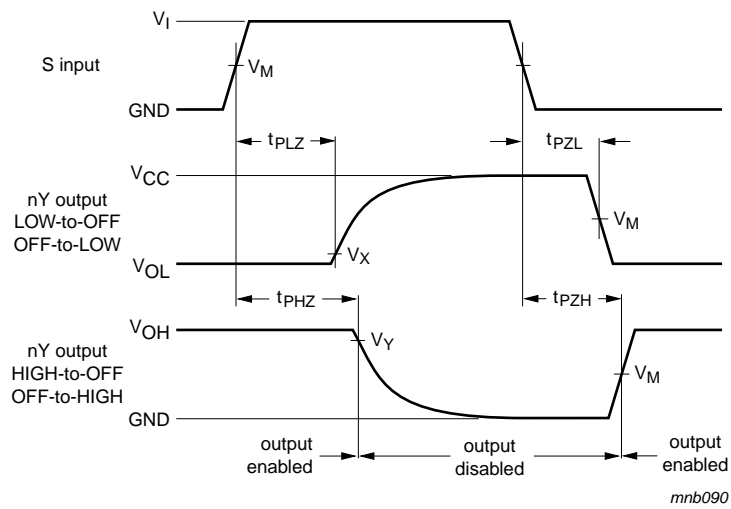 V_I
S input
V_M
GND
t_PLZ
t_PZL
V_CC
nY output
LOW-to-OFF
OFF-to-LOW
V_M
V_X
V_OL
t_PHZ
t_PZH
V_OH
nY output
HIGH-to-OFF
OFF-to-HIGH
V_Y
V_M
GND
output
enabled
output
disabled
output
enabled
mnb090